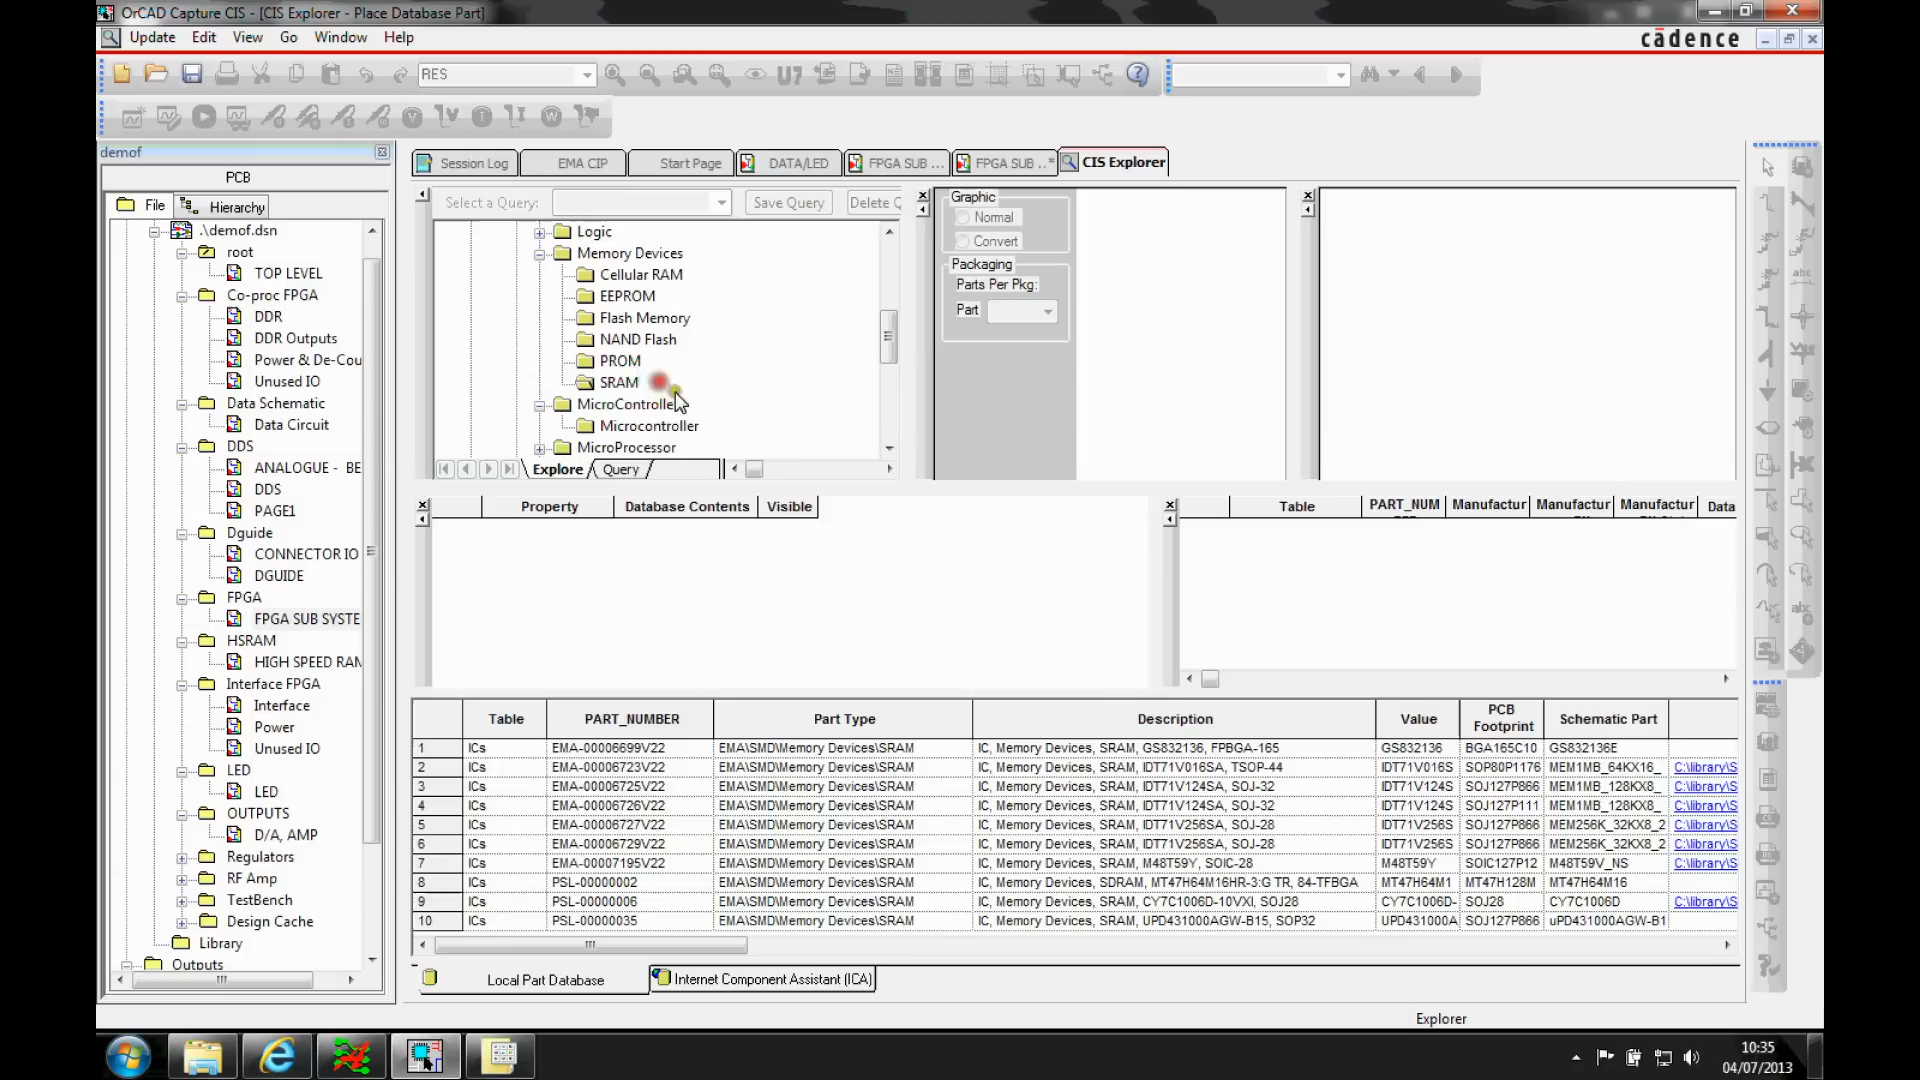 OrCAD Capture CIS - [CIS Explorer - Place Database Part]
Update Edit View Go Window Help
cādence
RES
U?
demof
PCB
File Hierarchy
.\demof.dsn
root
TOP LEVEL
Co-proc FPGA
DDR
DDR Outputs
Power & De-Cou
Unused IO
Data Schematic
Data Circuit
DDS
ANALOGUE - BE
DDS
PAGE1
Dguide
CONNECTOR IO
DGUIDE
FPGA
FPGA SUB SYSTE
HSRAM
HIGH SPEED RAM
Interface FPGA
Interface
Power
Unused IO
LED
LED
OUTPUTS
D/A, AMP
Regulators
RF Amp
TestBench
Design Cache
Library
Outputs
Session Log EMA CIP Start Page DATA/LED FPGA SUB ... FPGA SUB ...* CIS Explorer
Select a Query: Save Query Delete Q
Logic
Memory Devices
Cellular RAM
EEPROM
Flash Memory
NAND Flash
PROM
SRAM
MicroControlle
Microcontroller
MicroProcessor
Explore Query
Graphic
Normal
Convert
Packaging
Parts Per Pkg:
Part
Property Database Contents Visible
Table PART_NUM Manufactur Manufactur Manufactur Data
Table PART_NUMBER Part Type Description Value PCB Footprint Schematic Part
1 ICs EMA-00006699V22 EMA\SMD\Memory Devices\SRAM IC, Memory Devices, SRAM, GS832136, FPBGA-165 GS832136 BGA165C10 GS832136E
2 ICs EMA-00006723V22 EMA\SMD\Memory Devices\SRAM IC, Memory Devices, SRAM, IDT71V016SA, TSOP-44 IDT71V016S SOP80P1176 MEM1MB_64KX16_ C:\library\S
3 ICs EMA-00006725V22 EMA\SMD\Memory Devices\SRAM IC, Memory Devices, SRAM, IDT71V124SA, SOJ-32 IDT71V124S SOJ127P866 MEM1MB_128KX8_ C:\library\S
4 ICs EMA-00006726V22 EMA\SMD\Memory Devices\SRAM IC, Memory Devices, SRAM, IDT71V124SA, SOJ-32 IDT71V124S SOJ127P111 MEM1MB_128KX8_ C:\library\S
5 ICs EMA-00006727V22 EMA\SMD\Memory Devices\SRAM IC, Memory Devices, SRAM, IDT71V256SA, SOJ-28 IDT71V256S SOJ127P866 MEM256K_32KX8_2 C:\library\S
6 ICs EMA-00006729V22 EMA\SMD\Memory Devices\SRAM IC, Memory Devices, SRAM, IDT71V256SA, SOJ-28 IDT71V256S SOJ127P866 MEM256K_32KX8_2 C:\library\S
7 ICs EMA-00007195V22 EMA\SMD\Memory Devices\SRAM IC, Memory Devices, SRAM, M48T59Y, SOIC-28 M48T59Y SOIC127P12 M48T59V_NS C:\library\S
8 ICs PSL-00000002 EMA\SMD\Memory Devices\SRAM IC, Memory Devices, SDRAM, MT47H64M16HR-3:G TR, 84-TFBGA MT47H64M1 MT47H128M MT47H64M16
9 ICs PSL-00000006 EMA\SMD\Memory Devices\SRAM IC, Memory Devices, SRAM, CY7C1006D-10VXI, SOJ28 CY7C1006D- SOJ28 CY7C1006D C:\library\S
10 ICs PSL-00000035 EMA\SMD\Memory Devices\SRAM IC, Memory Devices, SRAM, UPD431000AGW-B15, SOP32 UPD431000A SOJ127P866 uPD431000AGW-B1
Local Part Database Internet Component Assistant (ICA)
Explorer
10:35
04/07/2013